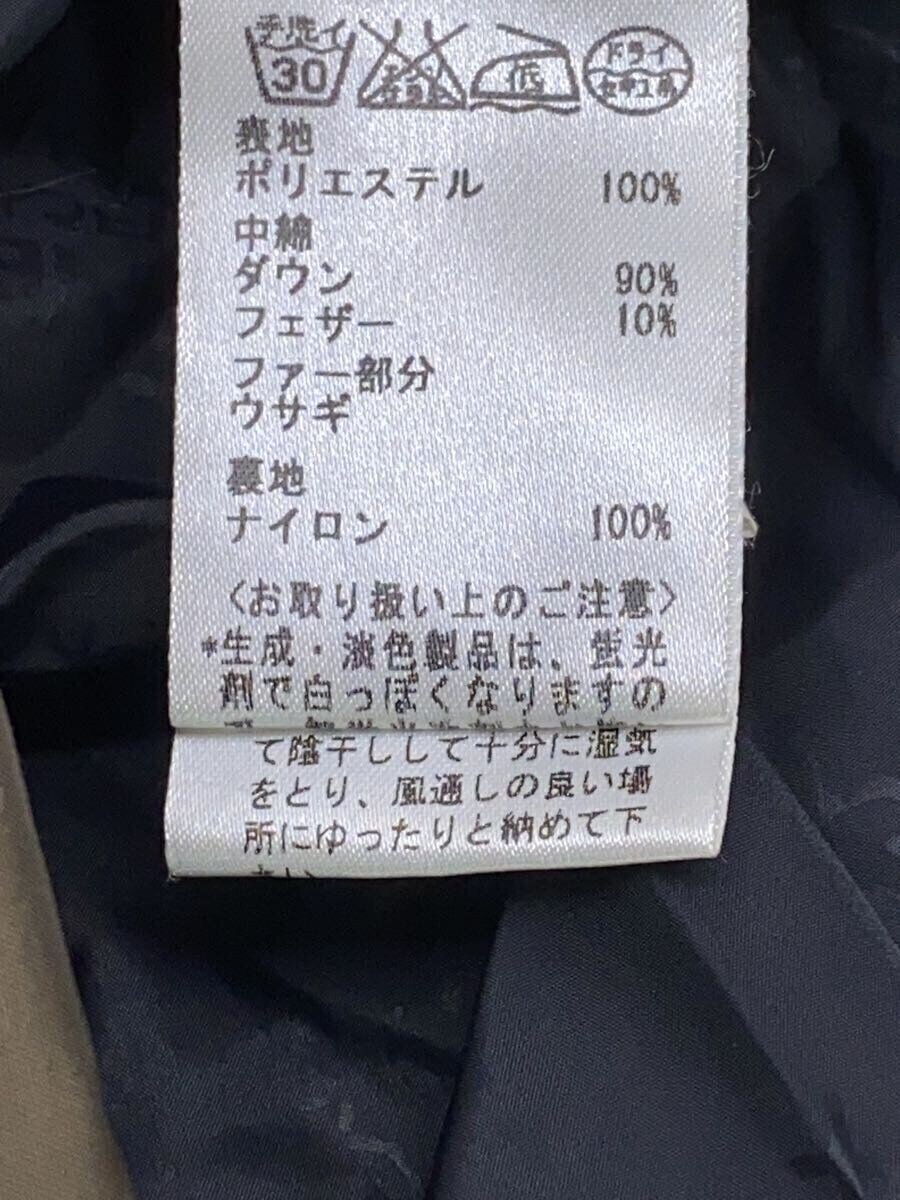 手洗イ 30 低 ドライ セキユ系
表地
ポリエステル 100%
中綿
ダウン 90%
フェザー 10%
ファー部分
ウサギ
裏地
ナイロン 100%
〈お取り扱い上のご注意〉
*生成・淡色製品は、蛍光
剤で白っぽくなりますの
て陰干しして十分に湿気
をとり、風通しの良い場
所にゆったりと納めて下